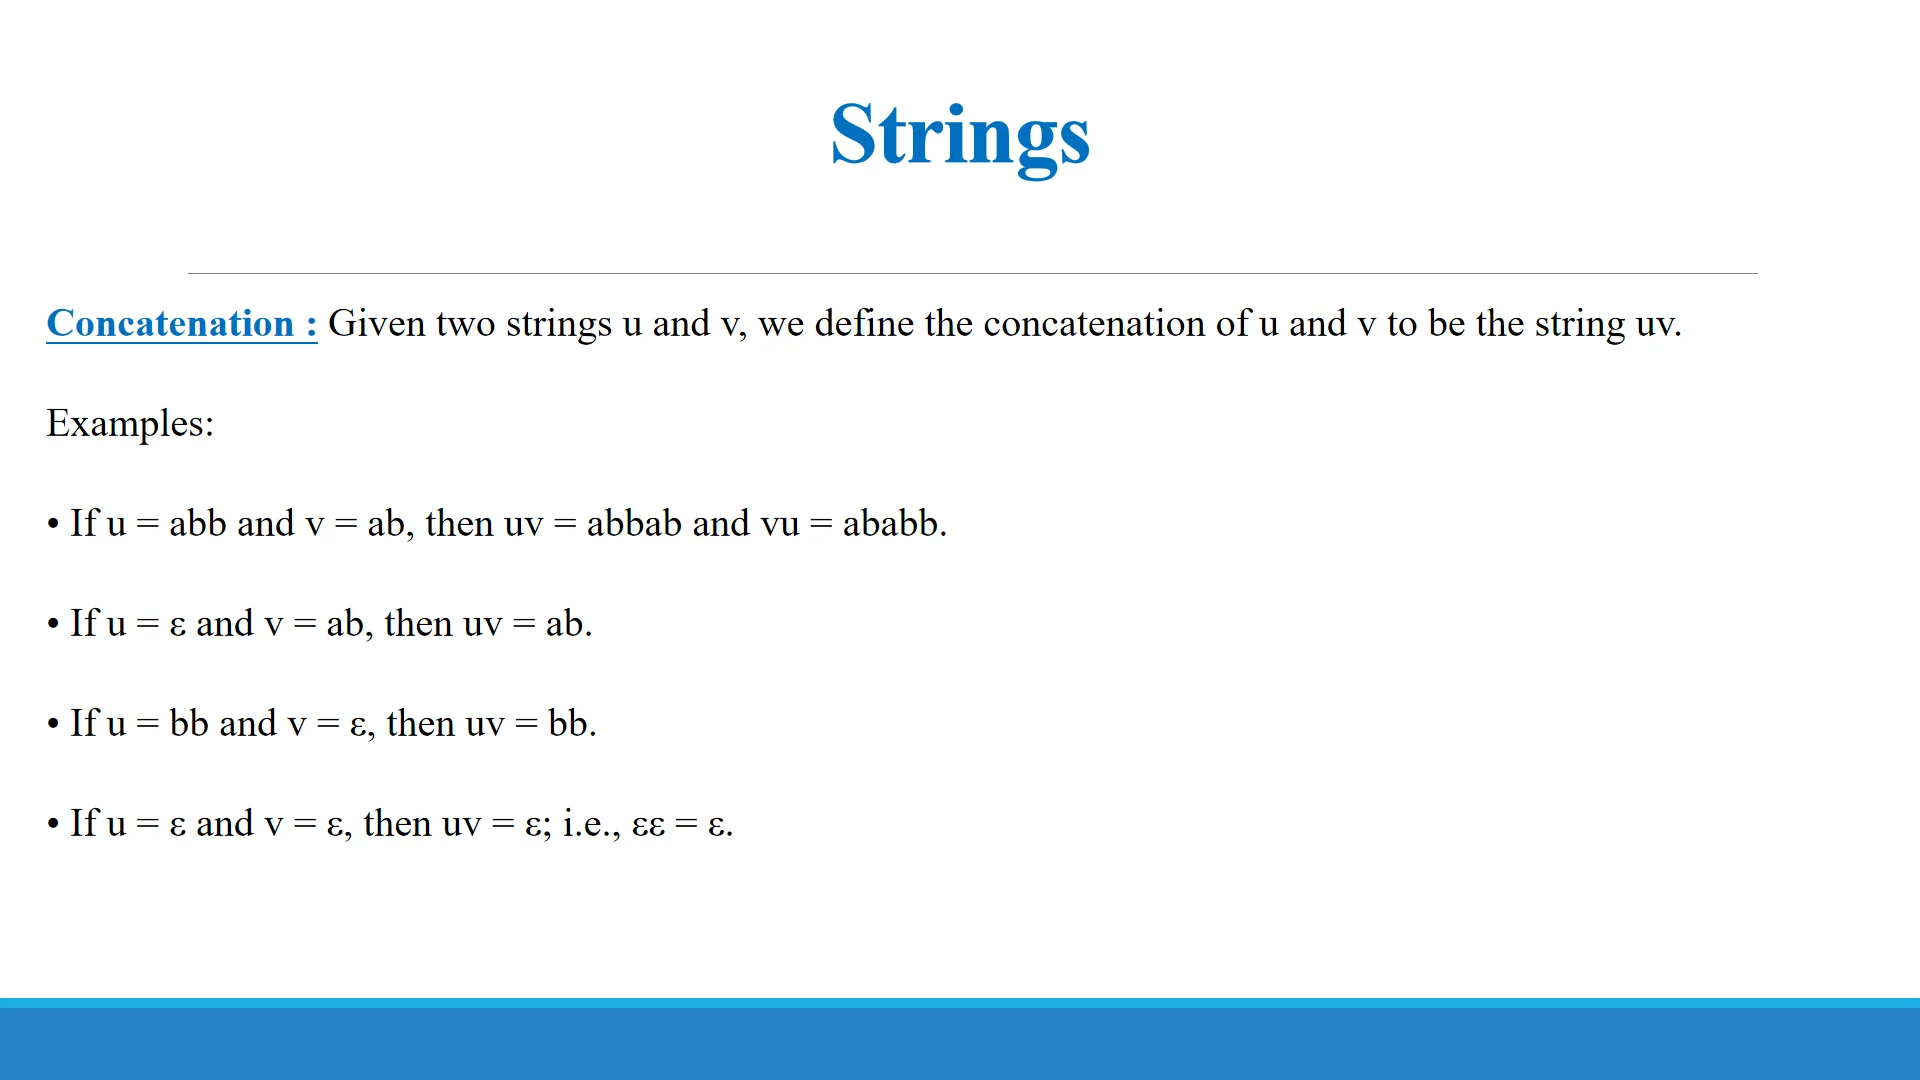 Strings
Concatenation : Given two strings u and v, we define the concatenation of u and v to be the string uv.
Examples:
• If u = abb and v = ab, then uv = abbab and vu = ababb.
• If u = ε and v = ab, then uv = ab.
• If u = bb and v = ε, then uv = bb.
• If u = ε and v = ε, then uv = ε; i.e., εε = ε.